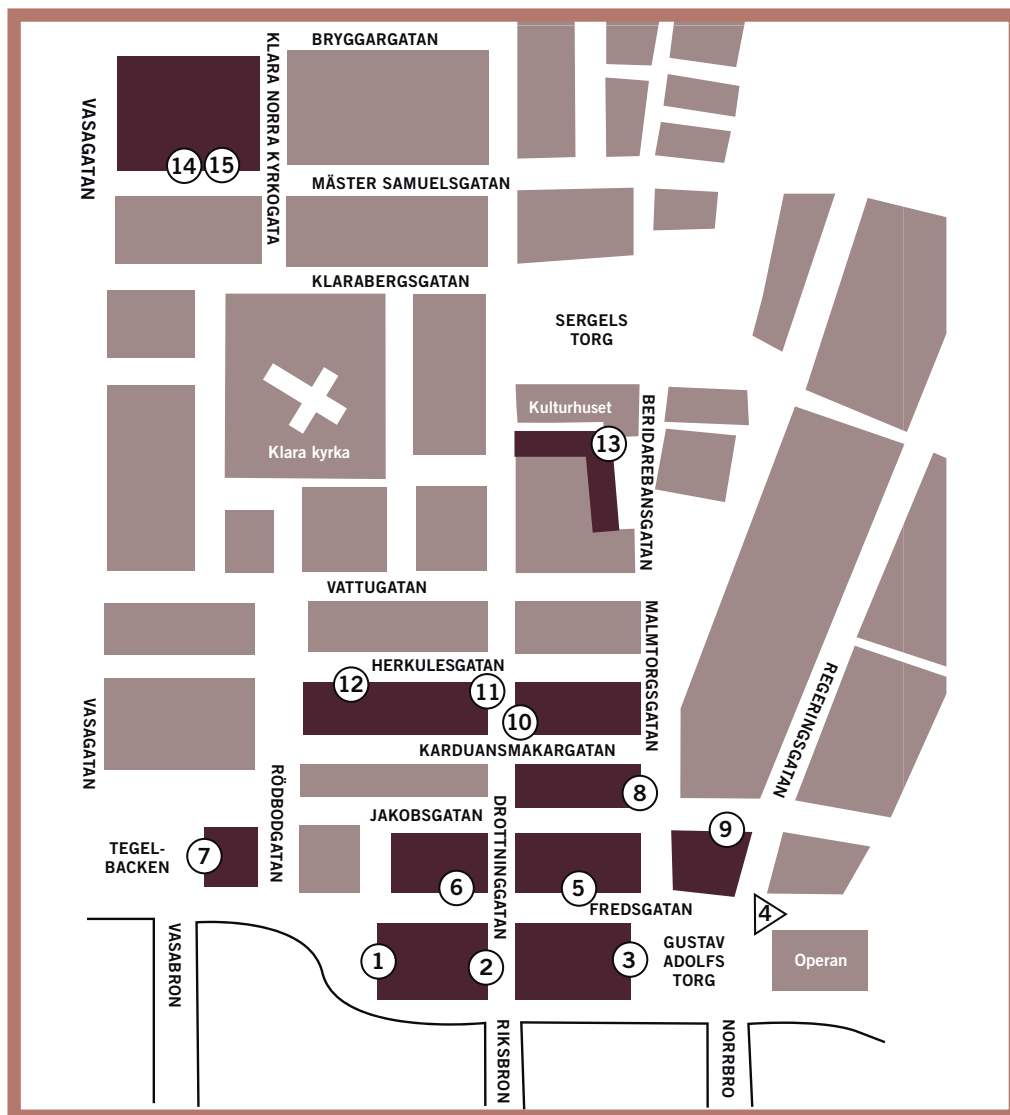 BRYGGARGATAN
KLARA NORRA KYRKOGATA
VASAGATAN
14
15
MÄSTER SAMUELSGATAN
KLARABERGSGATAN
SERGELS
TORG
Kulturhuset
BERIDAREBANSGATAN
13
Klara kyrka
VATTUGATAN
MALMTORGSGATAN
HERKULESGATAN
12
11
10
REGERINGSGATAN
VASAGATAN
KARDUANSMAKARGATAN
RÖDBODGATAN
8
DROTTNINGGATAN
JAKOBSGATAN
9
TEGEL-
BACKEN
7
6
5
FREDSGATAN
4
VASABRON
1
2
3
GUSTAV
ADOLFS
TORG
Operan
RIKSBRON
NORRBRO